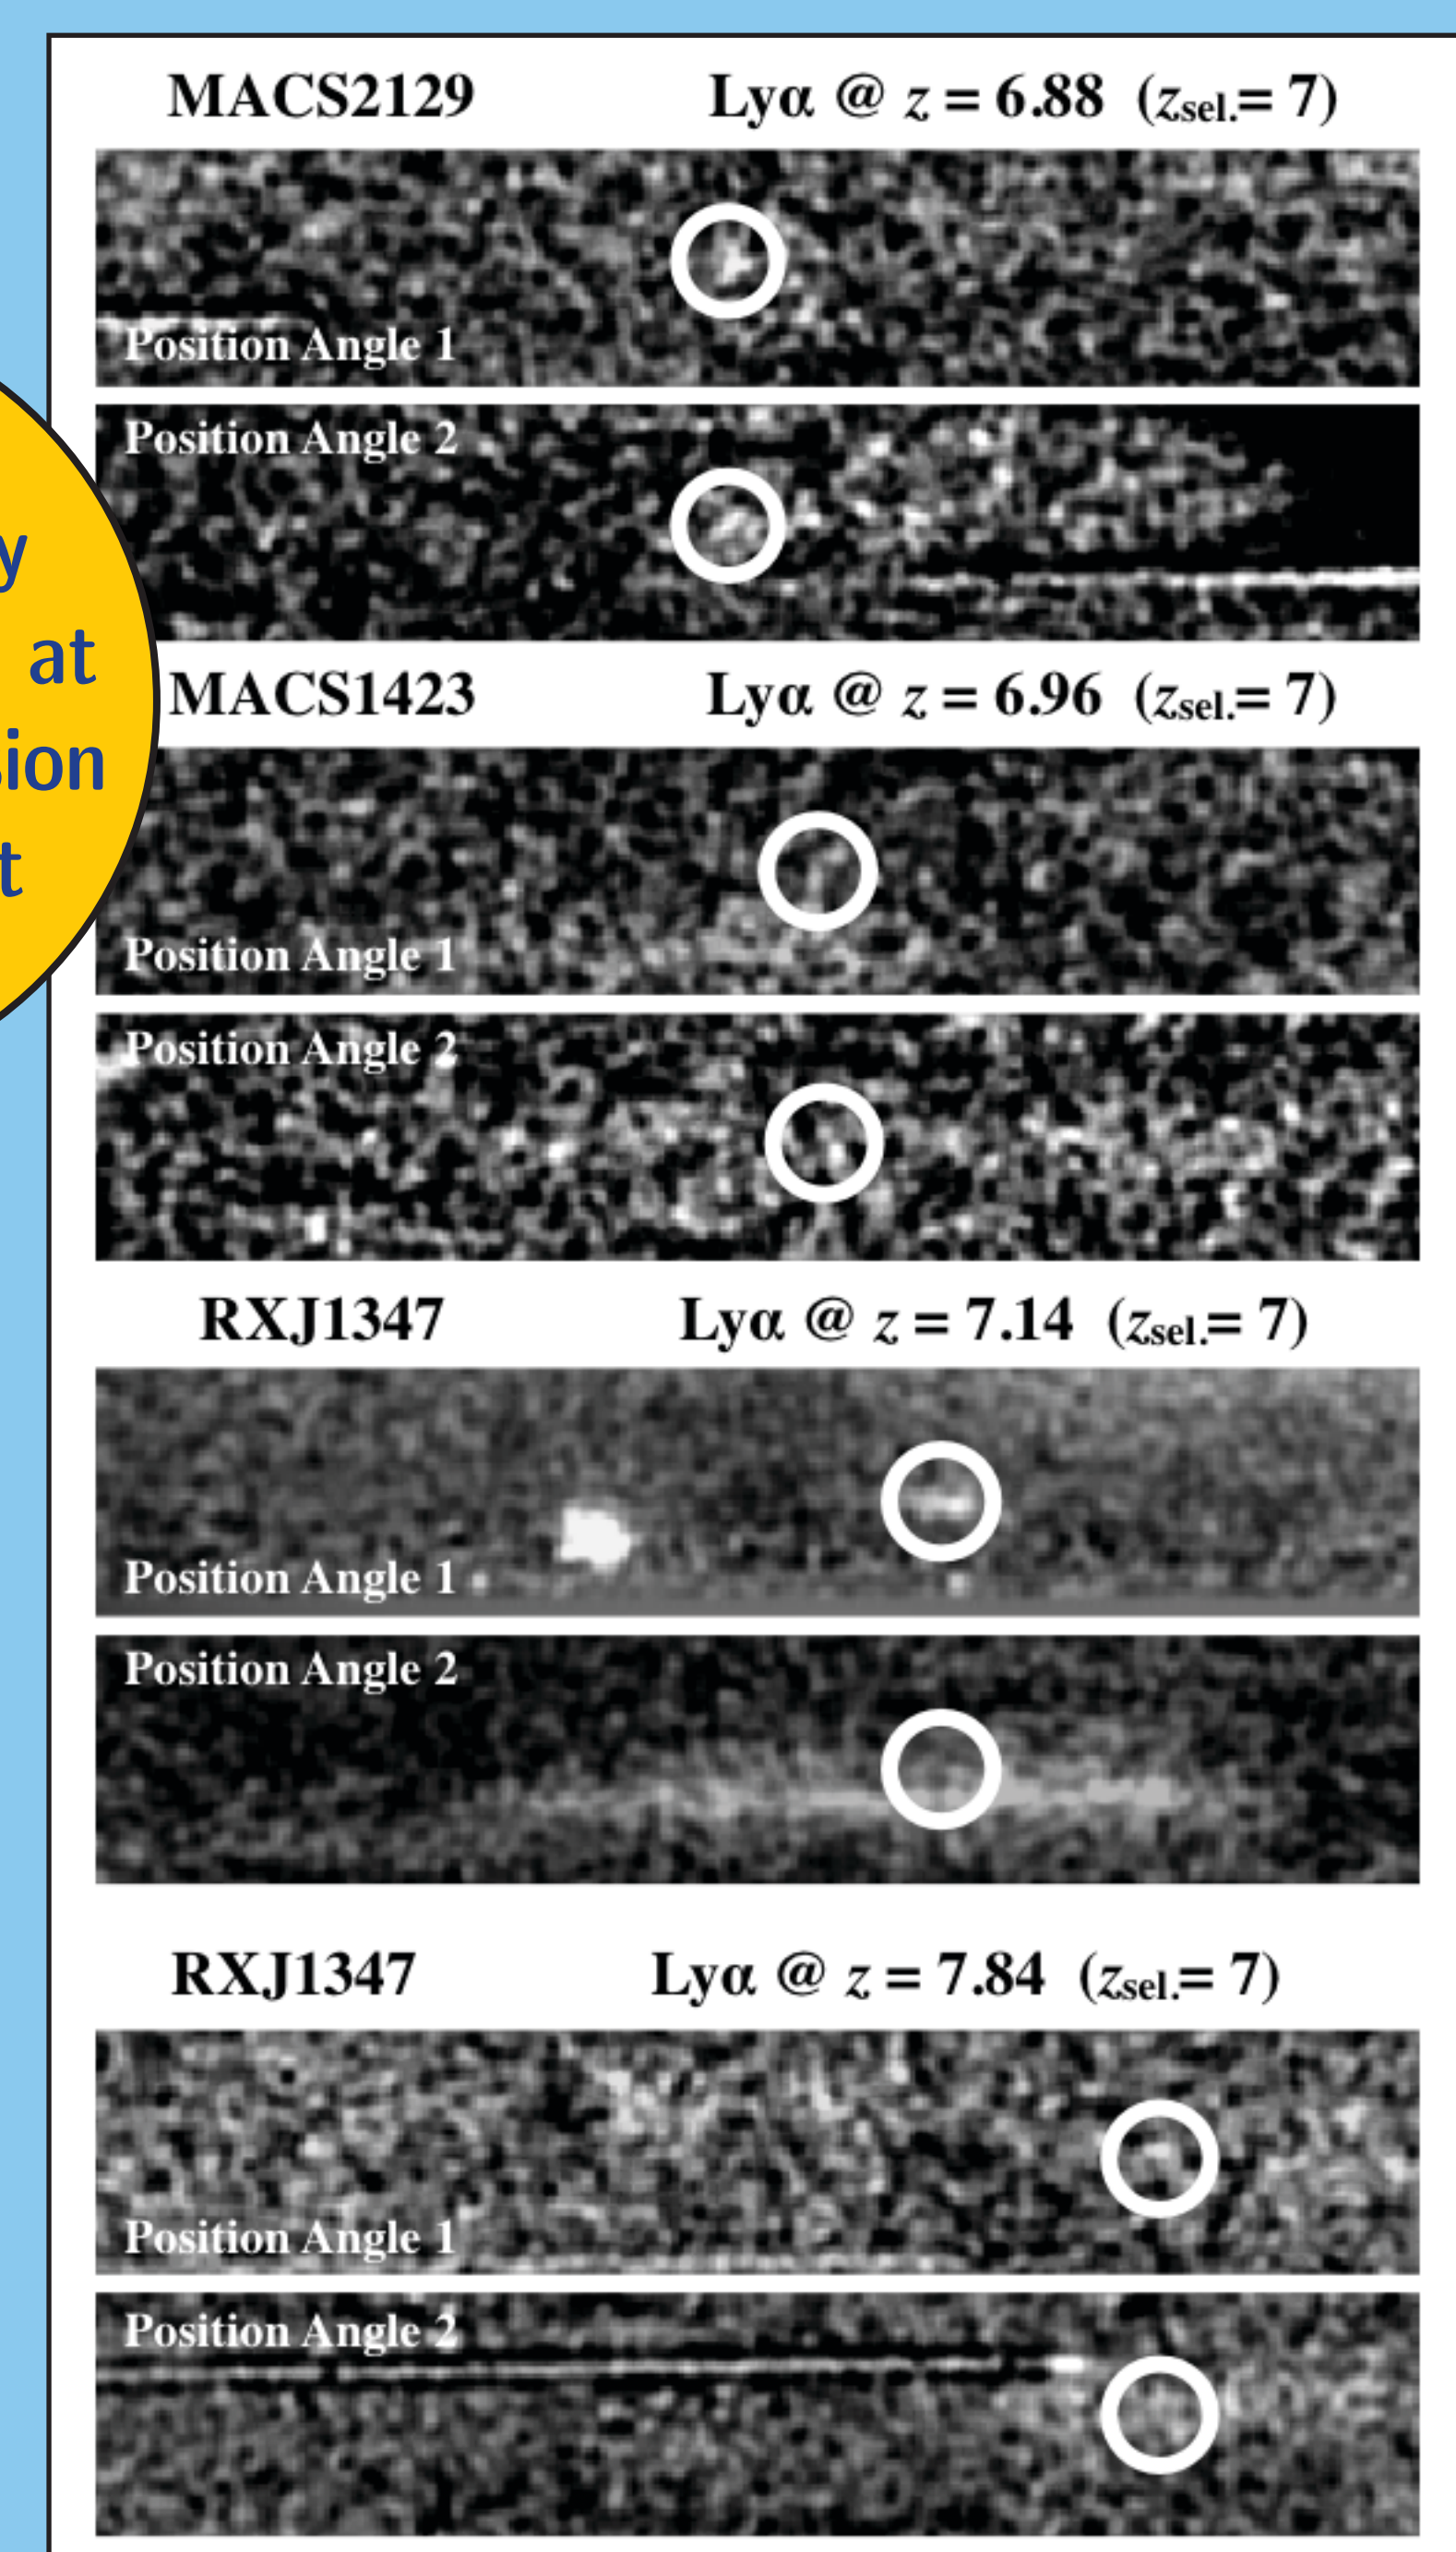 MACS2129 Lyα @ z = 6.88 (zsel.= 7)
Position Angle 1
Position Angle 2
y
at
sion
t
MACS1423 Lyα @ z = 6.96 (zsel.= 7)
Position Angle 1
Position Angle 2
RXJ1347 Lyα @ z = 7.14 (zsel.= 7)
Position Angle 1
Position Angle 2
RXJ1347 Lyα @ z = 7.84 (zsel.= 7)
Position Angle 1
Position Angle 2